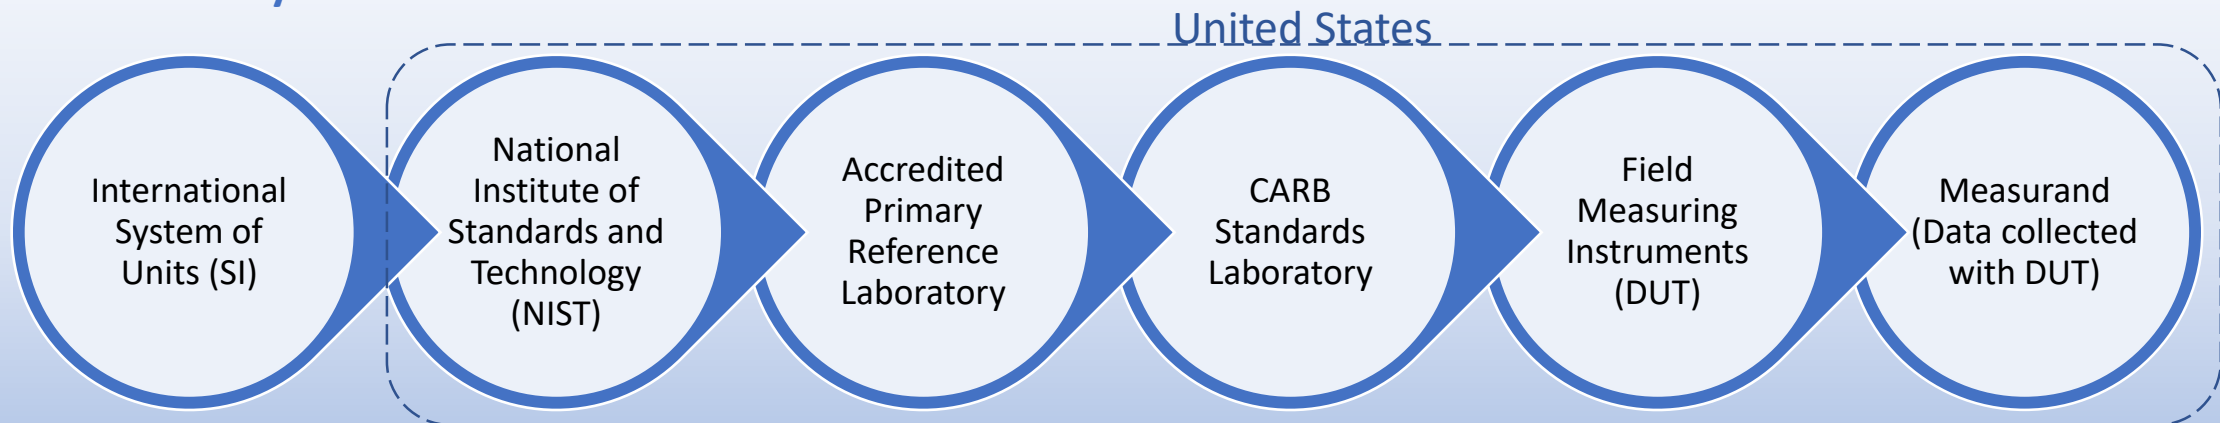 United States
International
System of
Units (SI)
National
Institute of
Standards and
Technology
(NIST)
Accredited
Primary
Reference
Laboratory
CARB
Standards
Laboratory
Field
Measuring
Instruments
(DUT)
Measurand
(Data collected
with DUT)